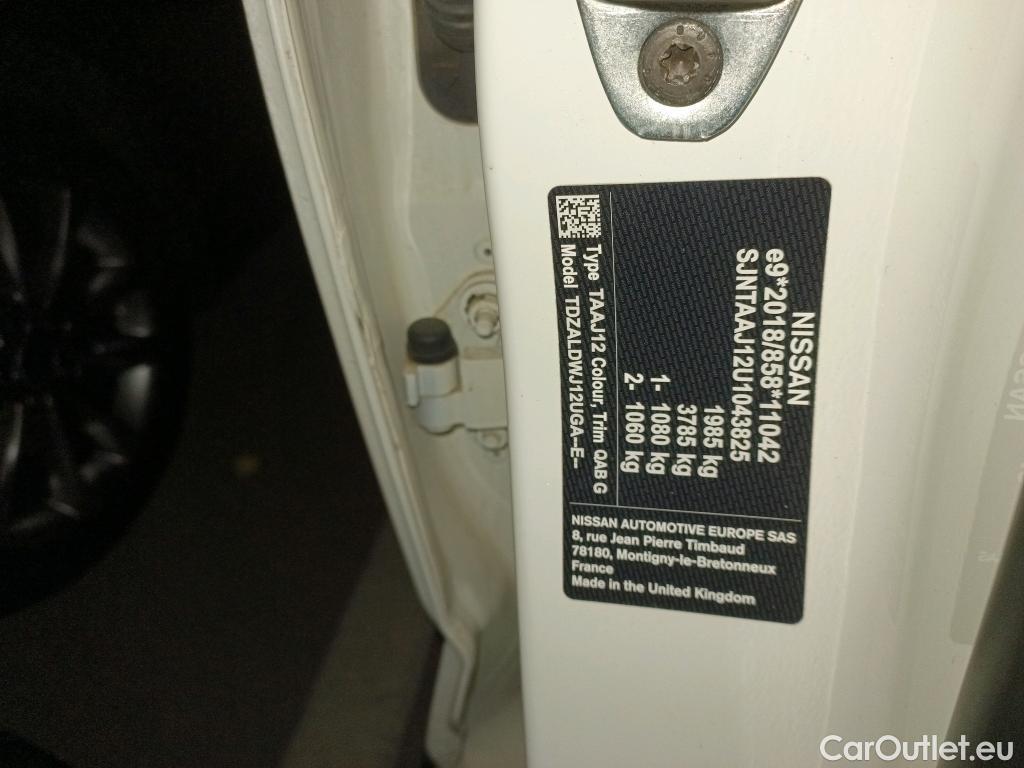 NISSAN
e9*2018/858*11042
SJNTAAJ12U1043825
1985 kg
3785 kg
1- 1080 kg
2- 1060 kg
Type TAAJ12 Colour, Trim QAB G
Model TDZALDWJ12UGA-E--
NISSAN AUTOMOTIVE EUROPE SAS
8, rue Jean Pierre Timbaud
78180, Montigny-le-Bretonneux
France
Made in the United Kingdom
CarOutlet.eu